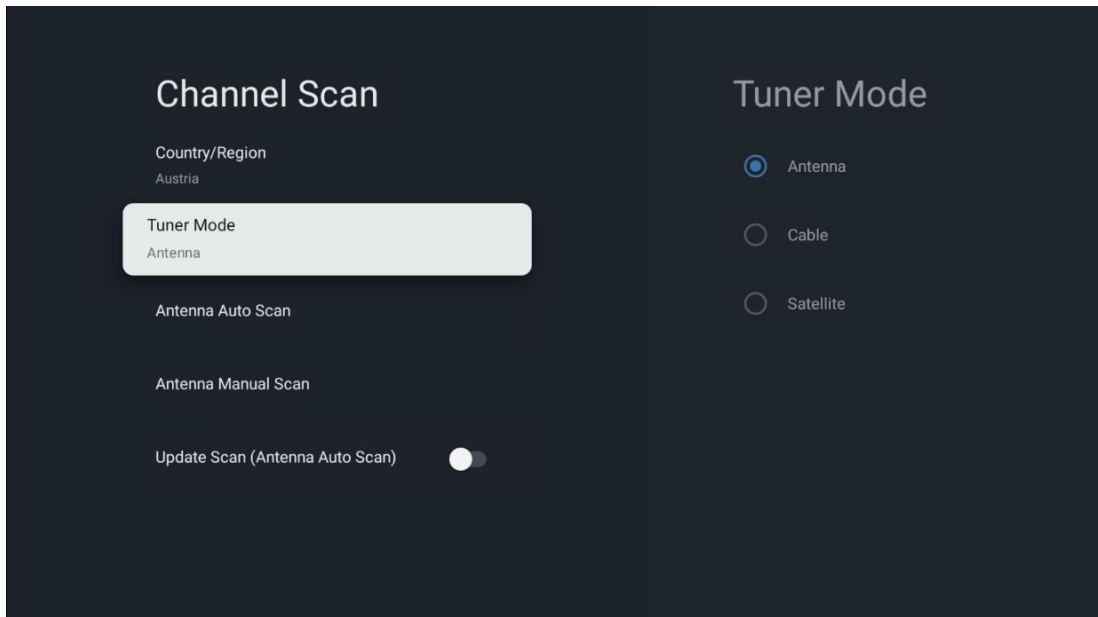 Channel Scan
Country/Region
Austria
Tuner Mode
Antenna
Antenna Auto Scan
Antenna Manual Scan
Update Scan (Antenna Auto Scan)
Tuner Mode
Antenna
Cable
Satellite